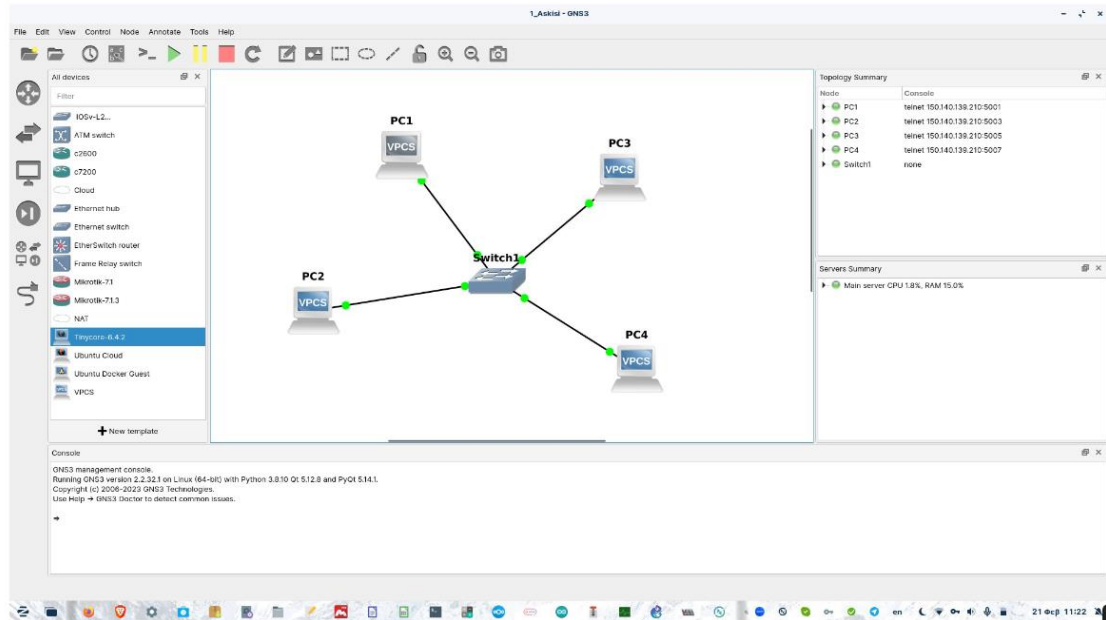 1_Askisi - GNS3
File Edit View Control Node Annotate Tools Help
All devices
Filter
IOSv-L2...
ATM switch
c2600
c7200
Cloud
Ethernet hub
Ethernet switch
EtherSwitch router
Frame Relay switch
Mikrotik-7.1
Mikrotik-7.1.3
NAT
Tinycore-6.4.2
Ubuntu Cloud
Ubuntu Docker Guest
VPCS
New template
PC1
VPCS
PC3
VPCS
Switch1
PC2
VPCS
PC4
VPCS
Topology Summary
Node Console
PC1 telnet 150.140.139.210:5001
PC2 telnet 150.140.139.210:5003
PC3 telnet 150.140.139.210:5005
PC4 telnet 150.140.139.210:5007
Switch1 none
Servers Summary
Main server CPU 1.8%, RAM 15.0%
Console
GNS3 management console.
Running GNS3 version 2.2.32.1 on Linux (64-bit) with Python 3.8.10 Qt 5.12.8 and PyQt 5.14.1.
Copyright (c) 2006-2023 GNS3 Technologies.
Use Help → GNS3 Doctor to detect common issues.
en 21 Φεβ 11:22